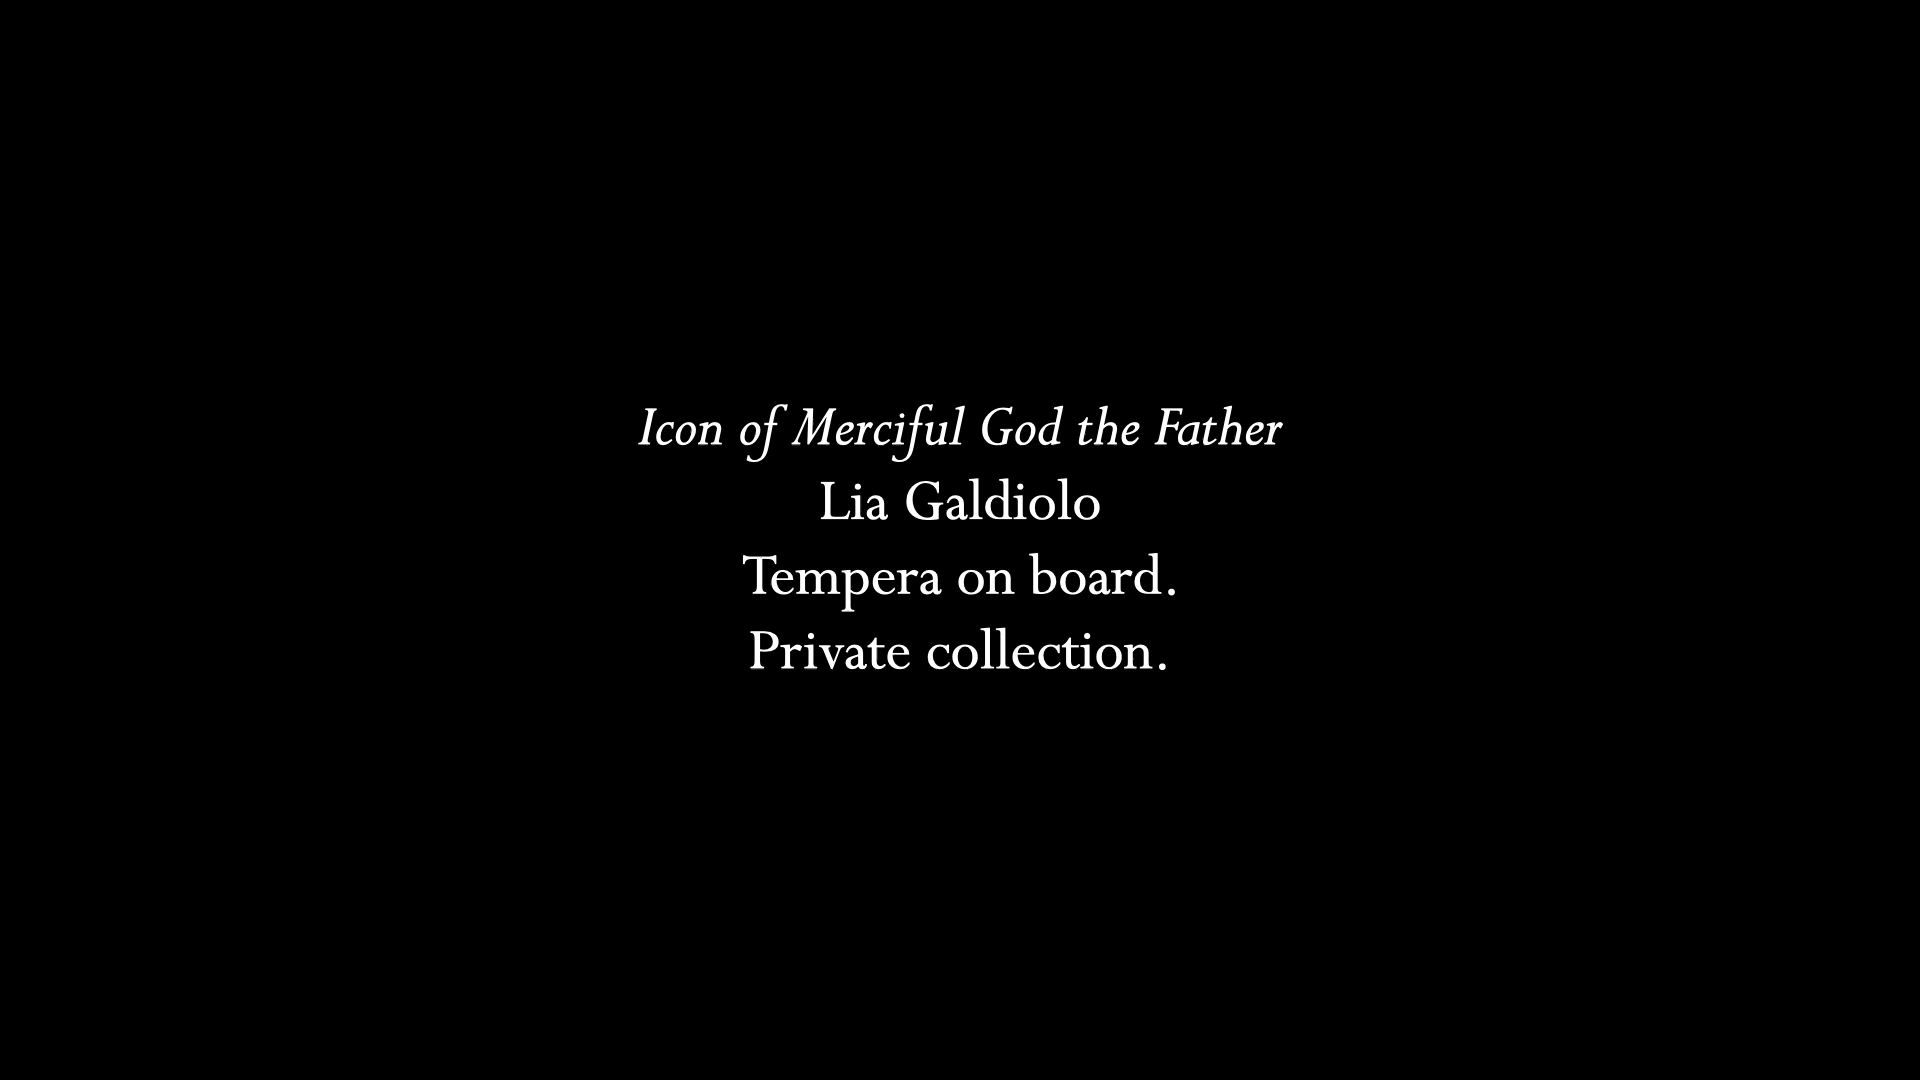 Icon of Merciful God the Father
Lia Galdiolo
Tempera on board.
Private collection.